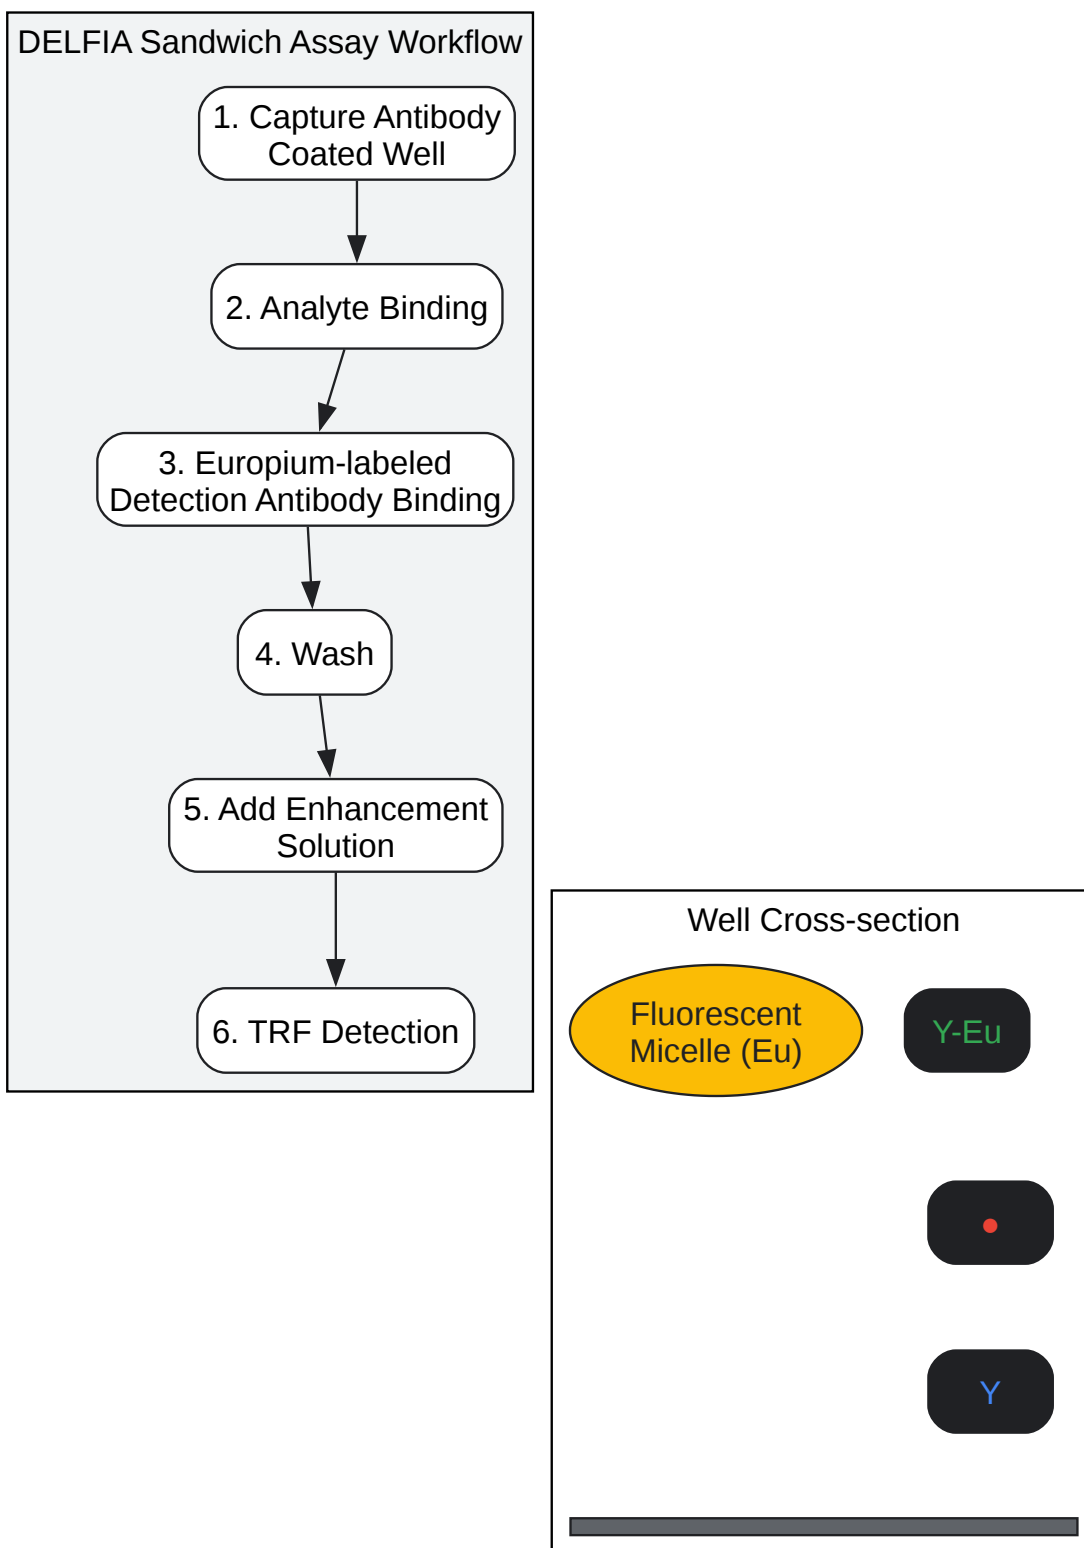 DELFIA Sandwich Assay Workflow
1. Capture Antibody
Coated Well
2. Analyte Binding
3. Europium-labeled
Detection Antibody Binding
4. Wash
5. Add Enhancement
Solution
6. TRF Detection
Well Cross-section
Fluorescent
Micelle (Eu)
Y-Eu
●
Y